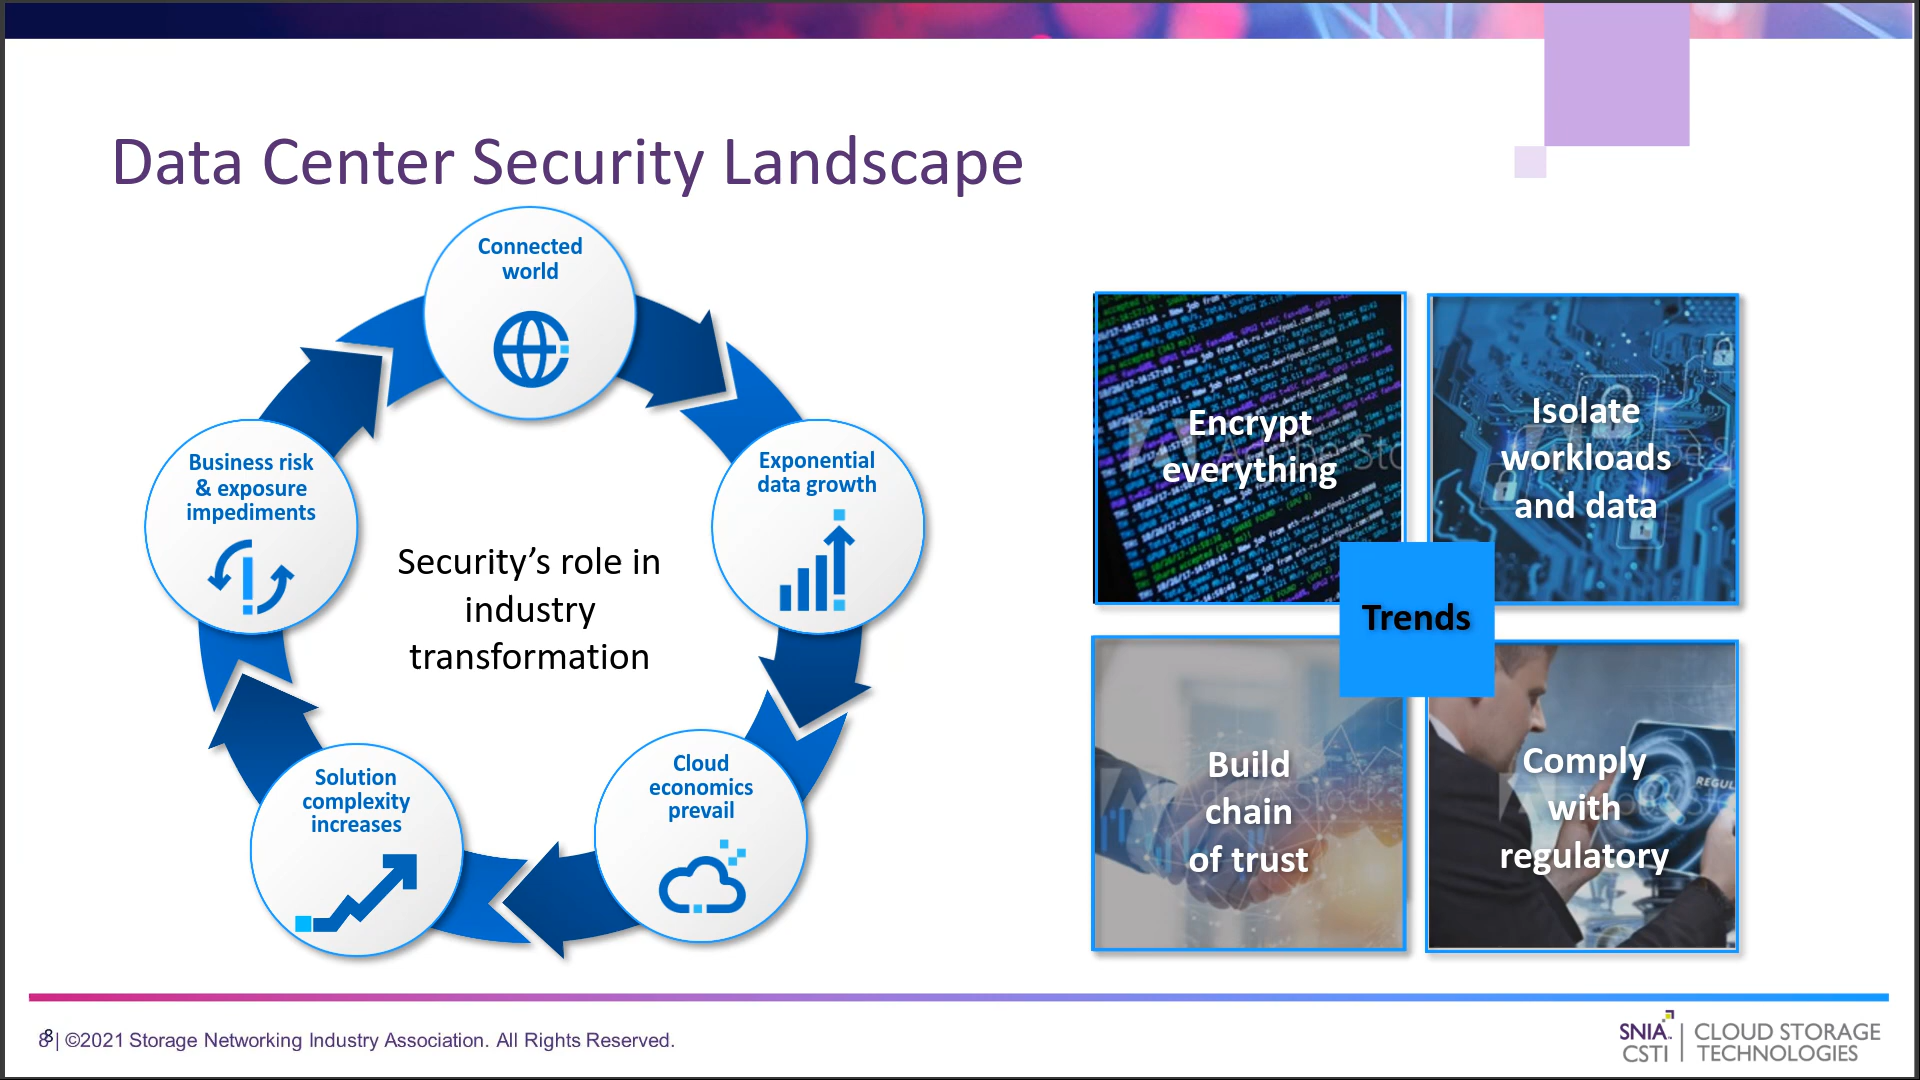 Data Center Security Landscape
Connected
world
Exponential
data growth
Cloud
economics
prevail
Solution
complexity
increases
Business risk
& exposure
impediments
Security’s role in
industry
transformation
Encrypt
everything
Isolate
workloads
and data
Trends
Build
chain
of trust
Comply
with
regulatory
8 | ©2021 Storage Networking Industry Association. All Rights Reserved.
SNIA
CSTI
CLOUD STORAGE
TECHNOLOGIES